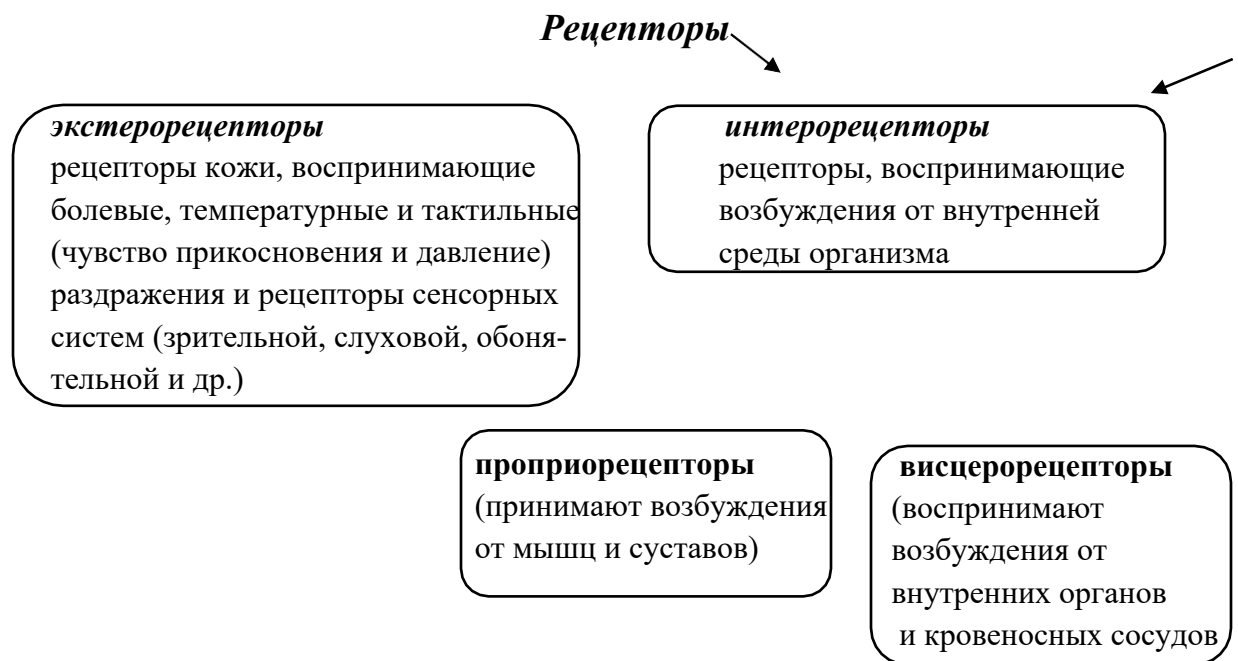 Рецепторы
экстерорецепторы
рецепторы кожи, воспринимающие
болевые, температурные и тактильные
(чувство прикосновения и давление)
раздражения и рецепторы сенсорных
систем (зрительной, слуховой, обоня-
тельной и др.)
интерорецепторы
рецепторы, воспринимающие
возбуждения от внутренней
среды организма
проприорецепторы
(принимают возбуждения
от мышц и суставов)
висцерорецепторы
(воспринимают
возбуждения от
внутренних органов
и кровеносных сосудов